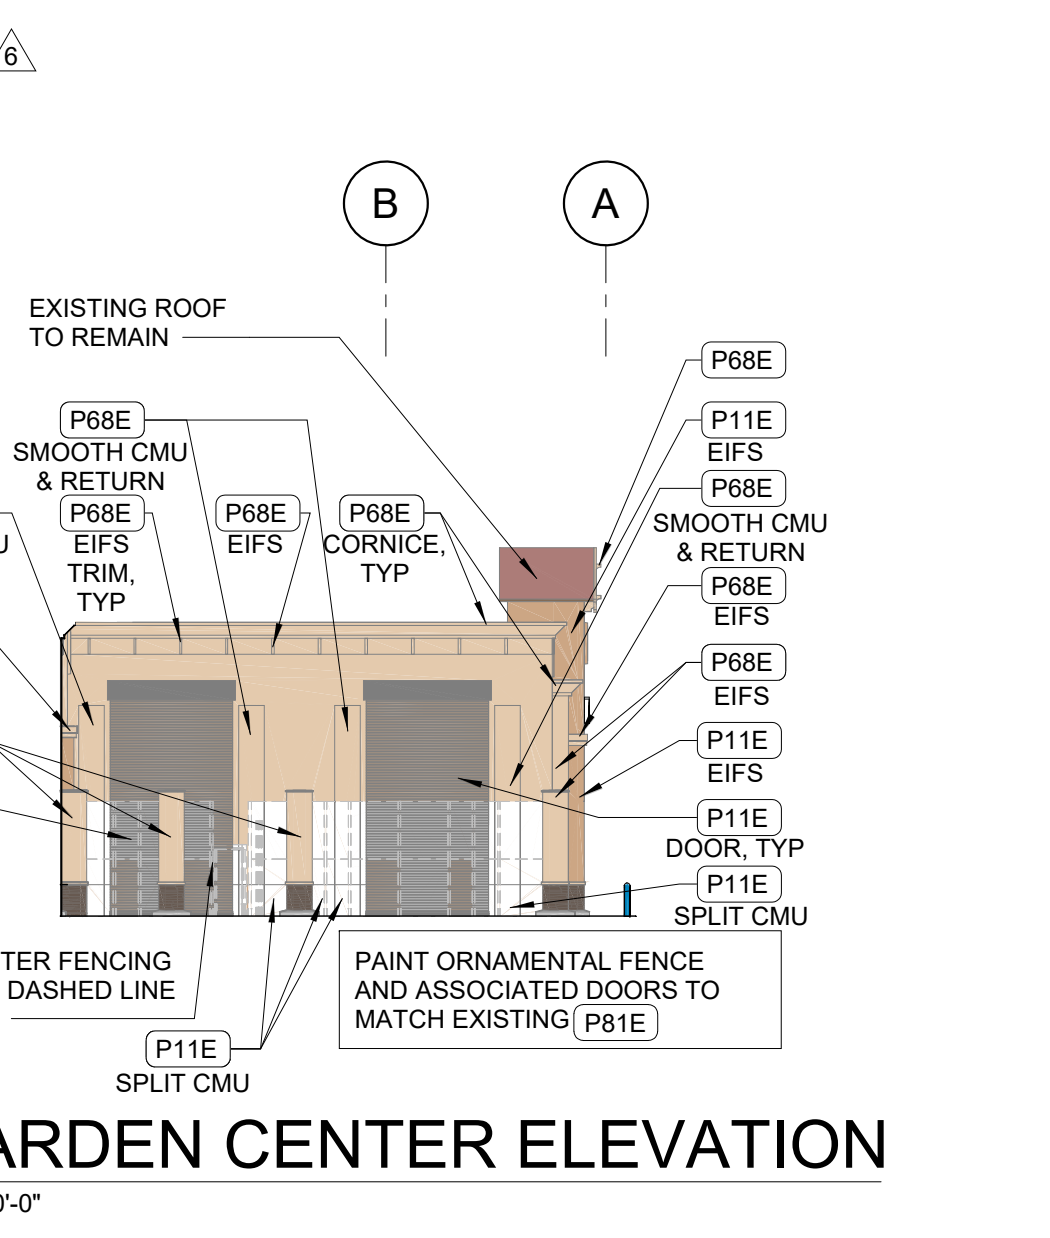 6
B
A
EXISTING ROOF
TO REMAIN
P68E
P68E
SMOOTH CMU
& RETURN
P11E
EIFS
P68E
SMOOTH CMU
& RETURN
U
P68E
EIFS
TRIM,
TYP
P68E
EIFS
P68E
CORNICE,
TYP
P68E
EIFS
P68E
EIFS
P11E
EIFS
P11E
DOOR, TYP
P11E
SPLIT CMU
TER FENCING
DASHED LINE
PAINT ORNAMENTAL FENCE
AND ASSOCIATED DOORS TO
MATCH EXISTING P81E
P11E
SPLIT CMU
ARDEN CENTER ELEVATION
0'-0"